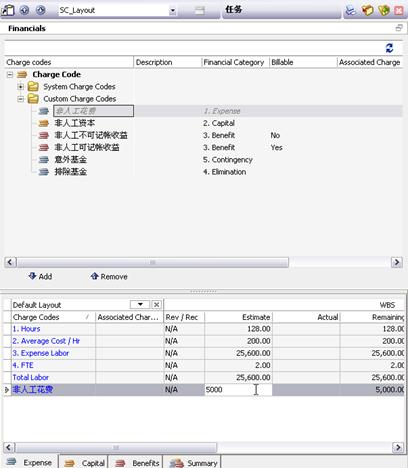 SC_Layout 任务
Financials
Charge codes Description Financial Category Billable Associated Charge
Charge Code
System Charge Codes
Custom Charge Codes
非人工花费 1. Expense
非人工资本 2. Capital
非人工不可记帐收益 3. Benefit No
非人工可记帐收益 3. Benefit Yes
意外基金 5. Contingency
排除基金 4. Elimination
Add Remove
Default Layout WBS
Charge Codes Associated Char... Rev / Rec Estimate Actual Remaining
1. Hours N/A 128.00 128.00
2. Average Cost / Hr N/A 200.00 200.00
3. Expense Labor N/A 25,600.00 25,600.00
4. FTE N/A 2.00 2.00
Total Labor N/A 25,600.00 25,600.00
非人工花费 N/A 5000 5,000.00
Expense Capital Benefits Summary